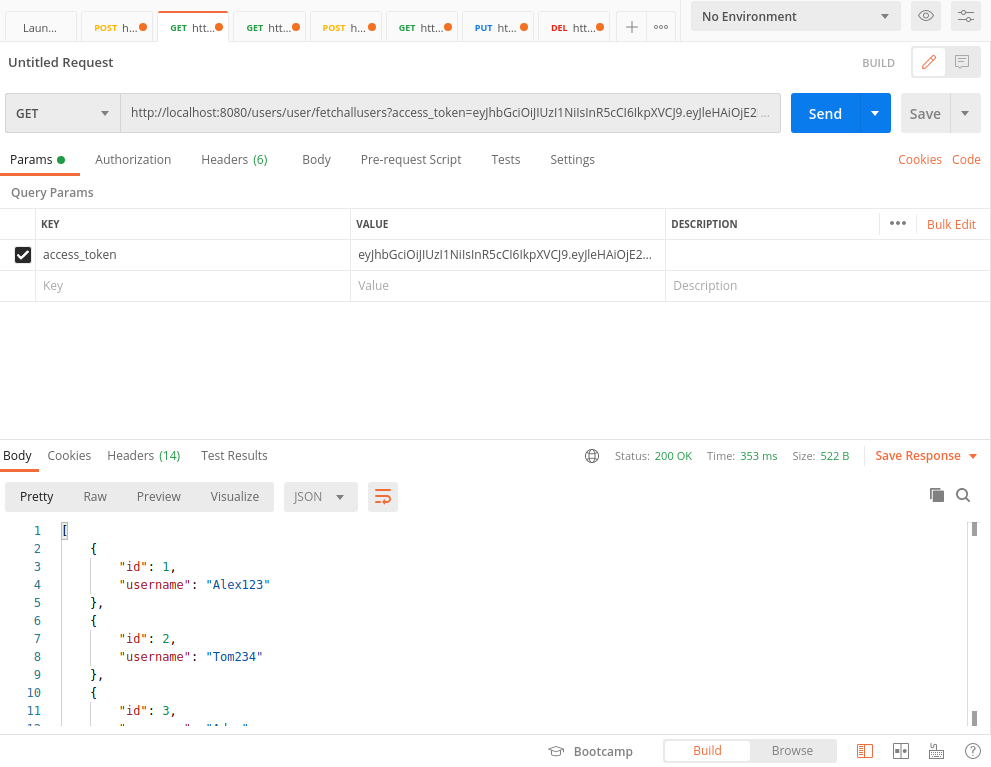 Laun... POST h... GET htt... GET htt... POST h... GET htt... PUT ht... DEL htt... No Environment
Untitled Request BUILD
GET http://localhost:8080/users/user/fetchallusers?access_token=eyJhbGciOiJIUzI1NiIsInR5cCI6IkpXVCJ9.eyJleHAiOjE2 ... Send Save
Params Authorization Headers (6) Body Pre-request Script Tests Settings Cookies Code
Query Params
KEY VALUE DESCRIPTION Bulk Edit
access_token eyJhbGciOiJIUzI1NiIsInR5cCI6IkpXVCJ9.eyJleHAiOjE2...
Key Value Description
Body Cookies Headers (14) Test Results Status: 200 OK Time: 353 ms Size: 522 B Save Response
Pretty Raw Preview Visualize JSON
1 [
2 {
3 "id": 1,
4 "username": "Alex123"
5 },
6 {
7 "id": 2,
8 "username": "Tom234"
9 },
10 {
11 "id": 3,
Bootcamp Build Browse